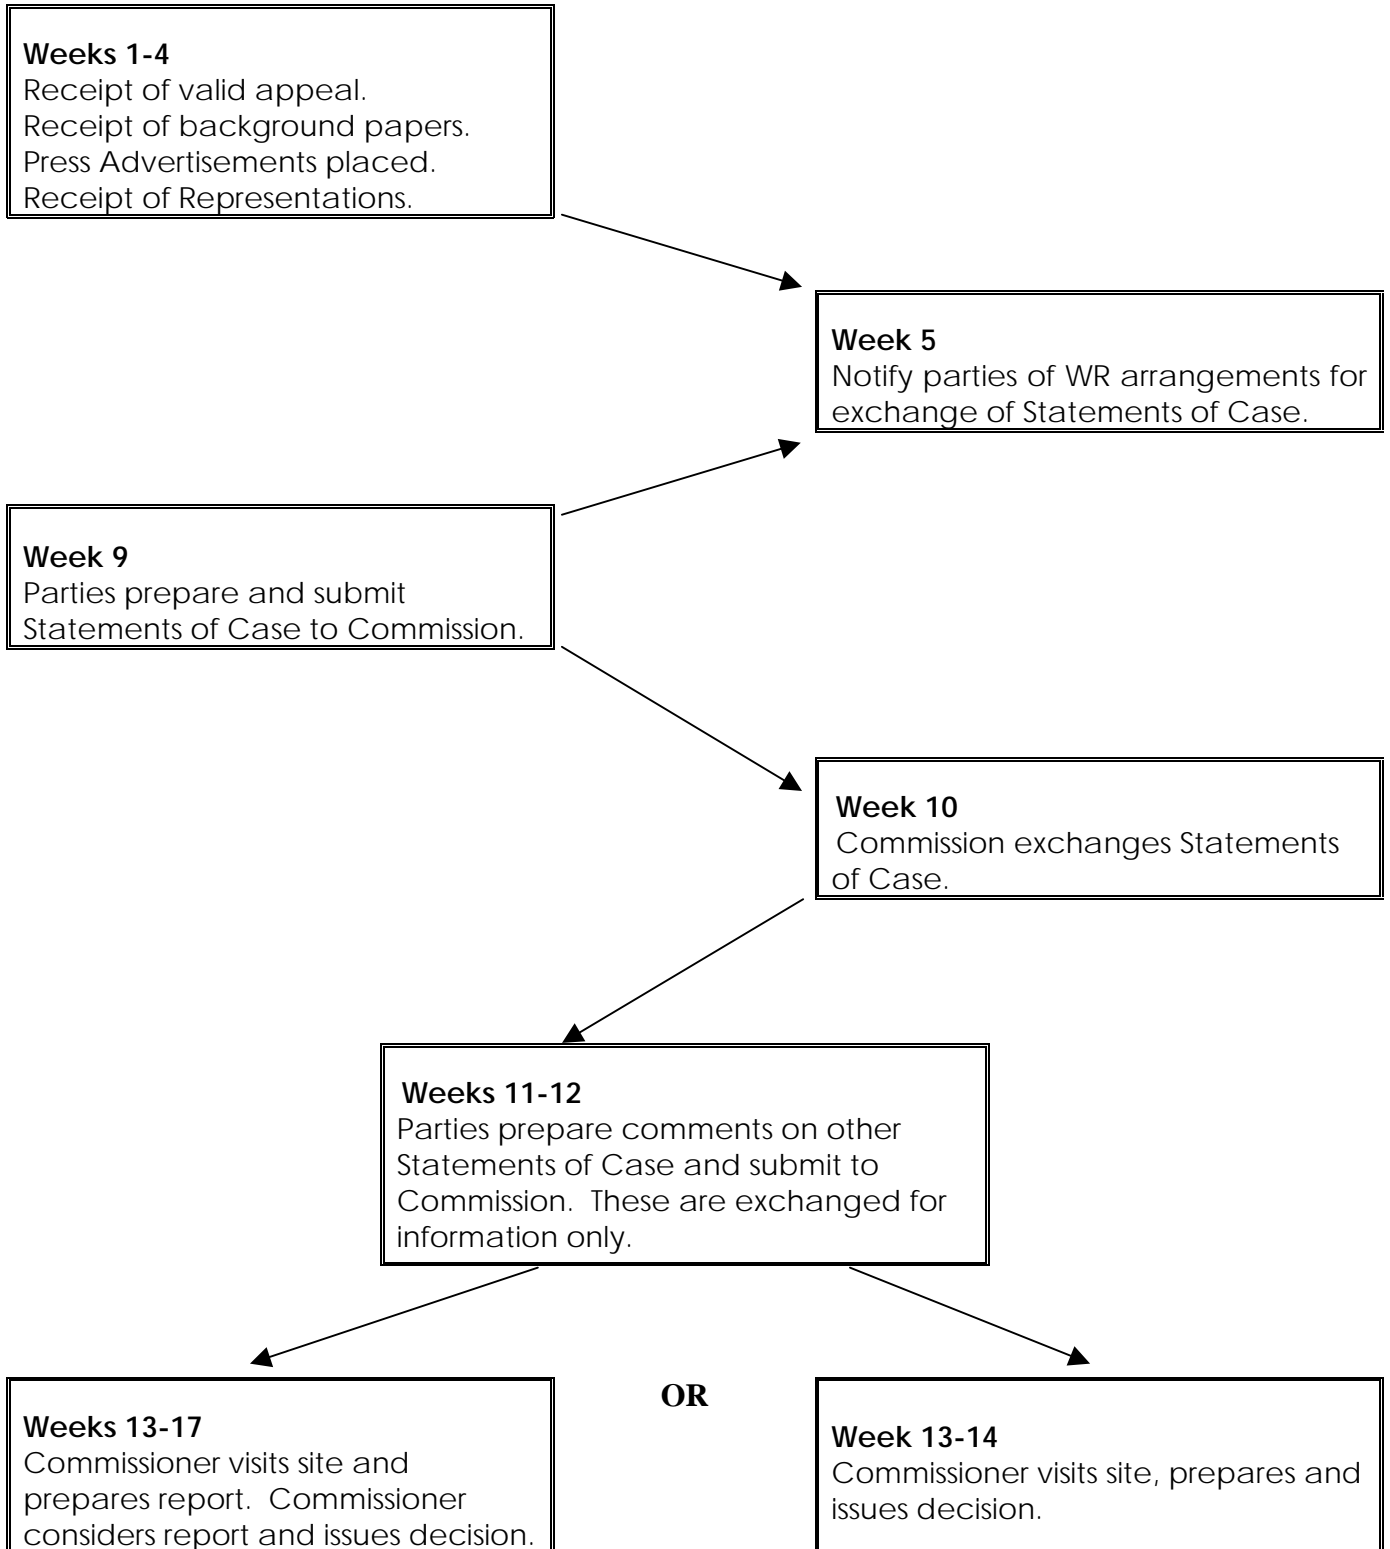 Weeks 1-4
Receipt of valid appeal.
Receipt of background papers.
Press Advertisements placed.
Receipt of Representations.
Week 5
Notify parties of WR arrangements for
exchange of Statements of Case.
Week 9
Parties prepare and submit
Statements of Case to Commission.
Week 10
Commission exchanges Statements
of Case.
Weeks 11-12
Parties prepare comments on other
Statements of Case and submit to
Commission. These are exchanged for
information only.
Weeks 13-17
Commissioner visits site and
prepares report. Commissioner
considers report and issues decision.
OR
Week 13-14
Commissioner visits site, prepares and
issues decision.